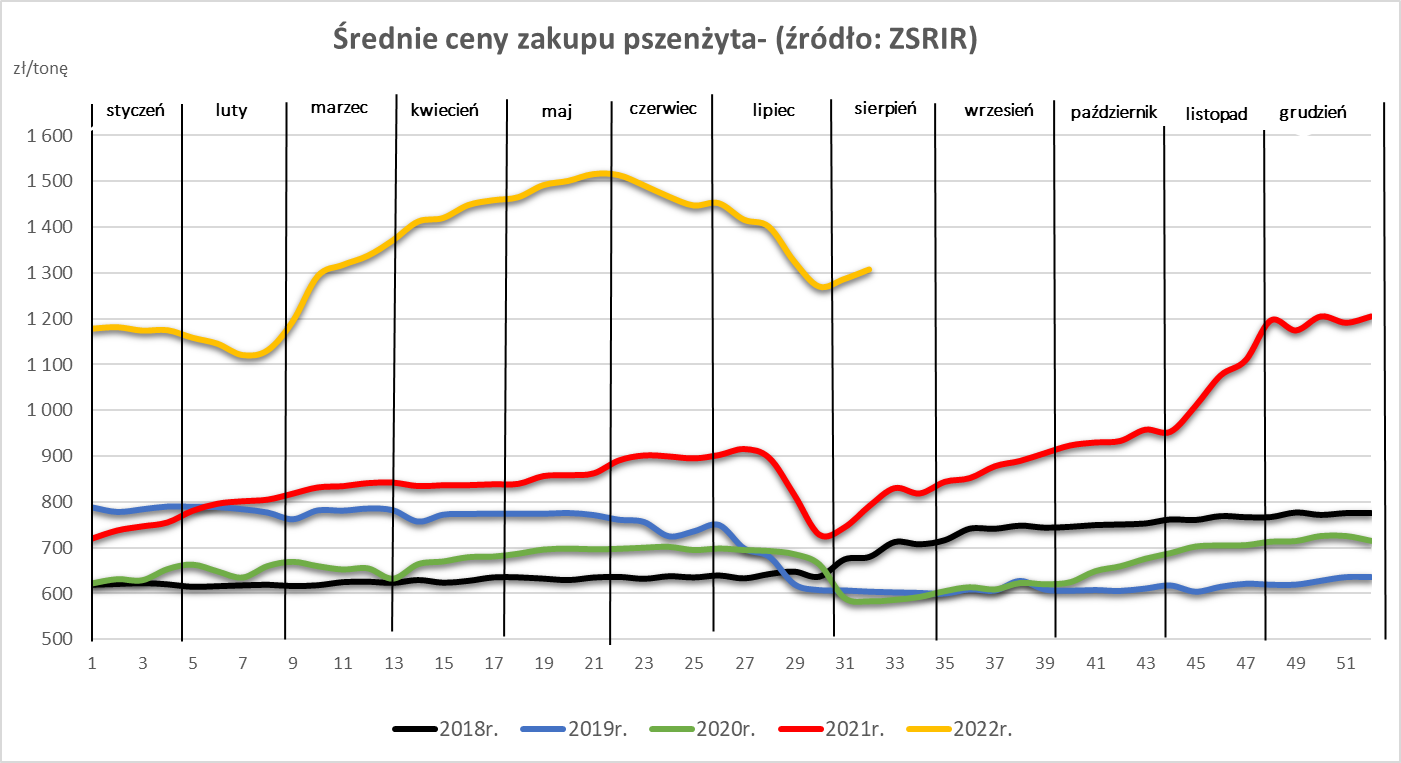 Średnie ceny zakupu pszenżyta- (źródło: ZSRIR)
zł/tonę
styczeń luty marzec kwiecień maj czerwiec lipiec sierpień wrzesień październik listopad grudzień
1 600
1 500
1 400
1 300
1 200
1 100
1 000
900
800
700
600
500
1 3 5 7 9 11 13 15 17 19 21 23 25 27 29 31 33 35 37 39 41 43 45 47 49 51
2018r. 2019r. 2020r. 2021r. 2022r.